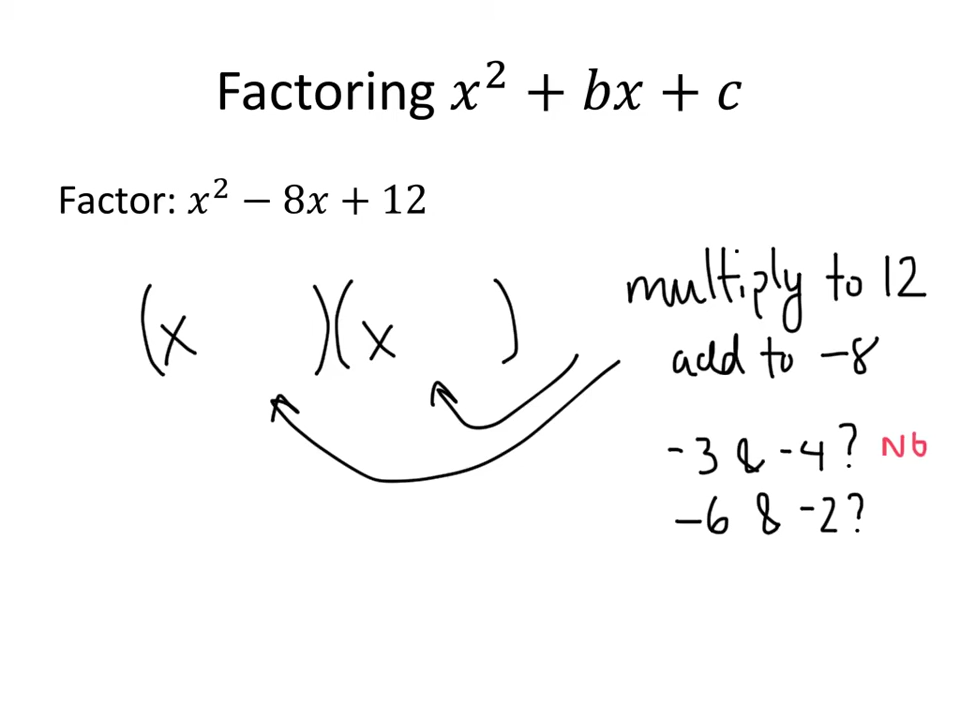 Factoring x² + bx + c
Factor: x² − 8x + 12
(x )(x )
multiply to 12
add to −8
-3 & -4? No
-6 & -2?